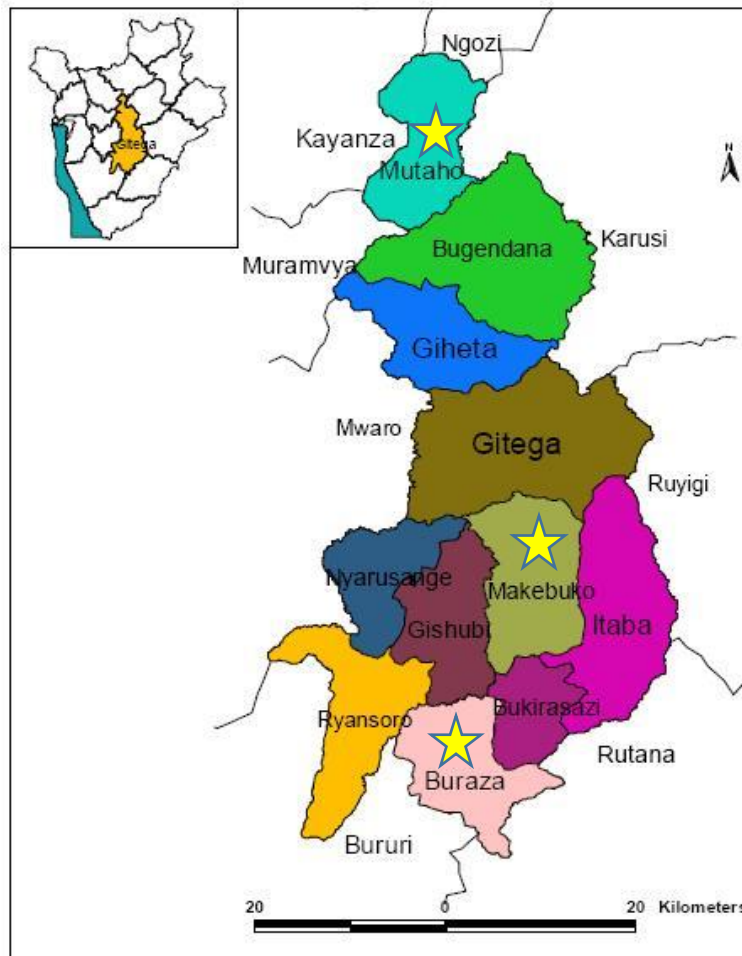 Ngozi
Gitega
Kayanza
Mutaho
N
Bugendana
Karusi
Muramvya
Giheta
Mwaro
Gitega
Ruyigi
Nyarusange
Makebuko
Gishubi
Itaba
Ryansoro
Bukirasazi
Rutana
Buraza
Bururi
20 0 20 Kilometers